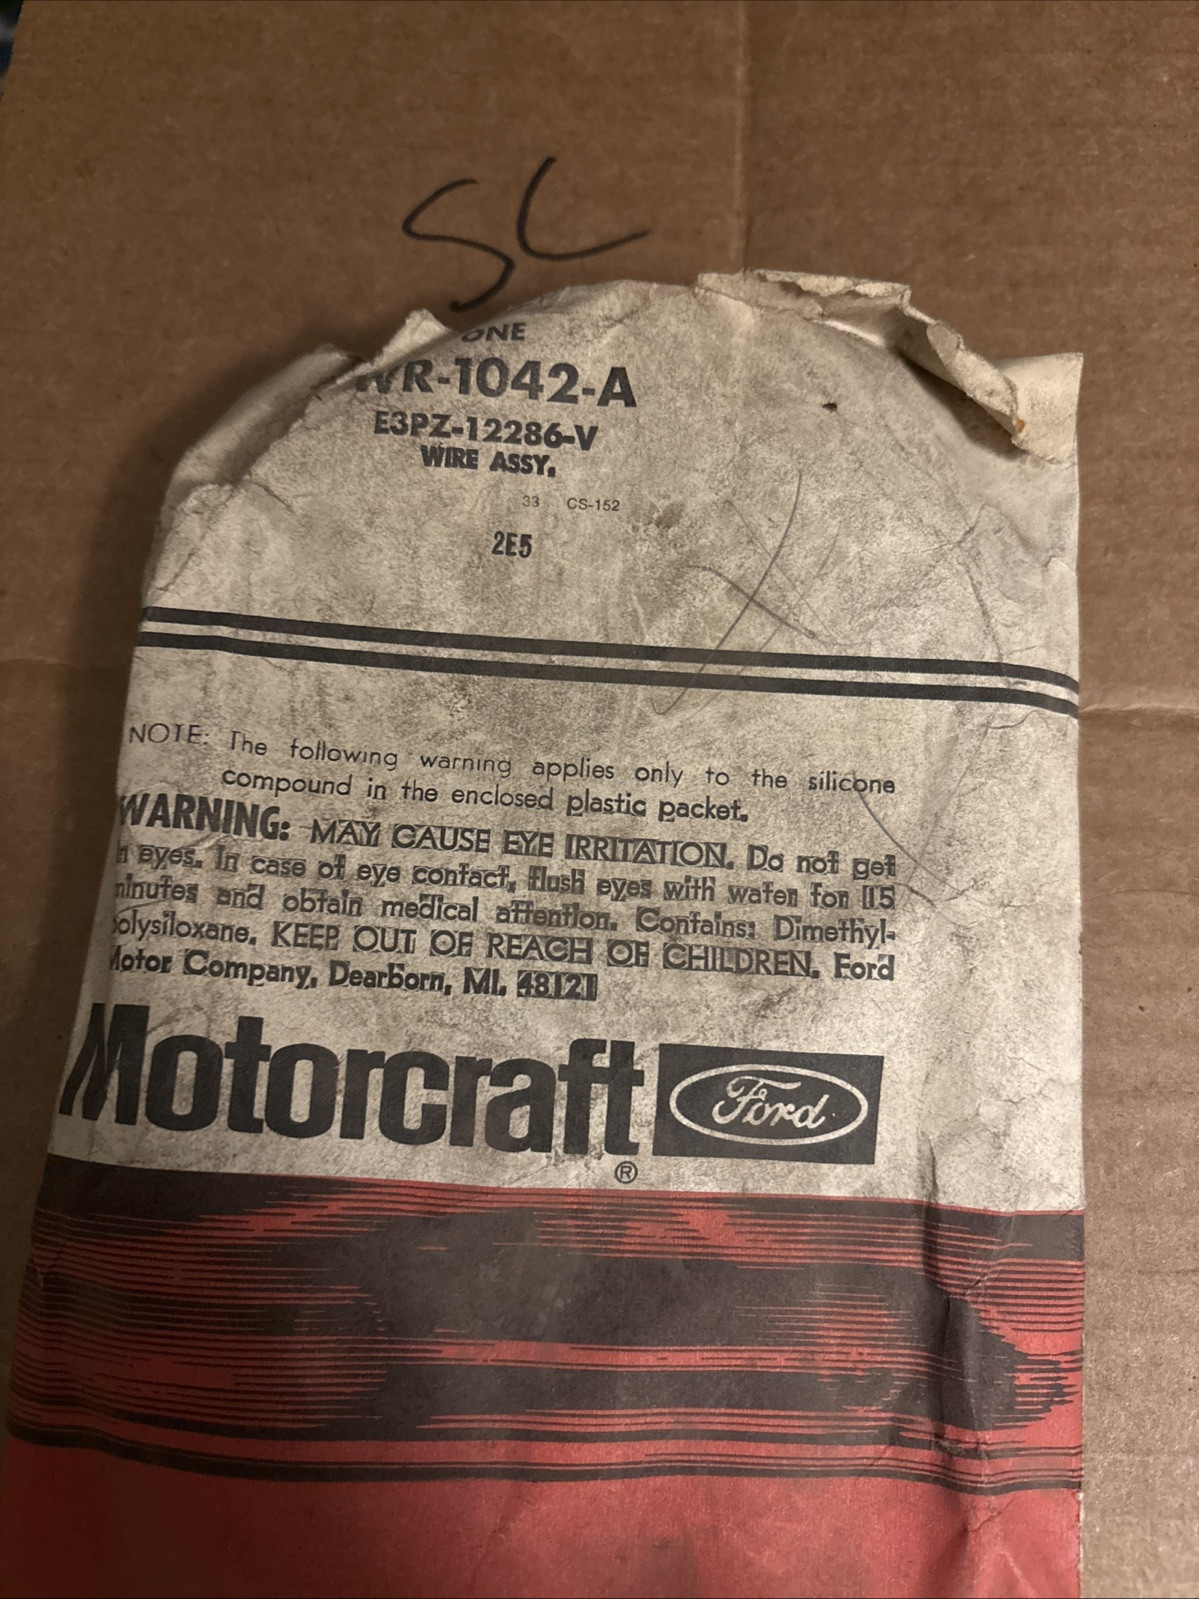 SC
ONE
WR-1042-A
E3PZ-12286-V
WIRE ASSY.
33 CS-152
2E5
NOTE: The following warning applies only to the silicone
compound in the enclosed plastic packet.
WARNING: MAY CAUSE EYE IRRITATION. Do not get
in eyes. In case of eye contact, flush eyes with water for 15
minutes and obtain medical attention. Contains: Dimethyl-
polysiloxane. KEEP OUT OF REACH OF CHILDREN. Ford
Motor Company, Dearborn, MI. 48121
Motorcraft Ford
®